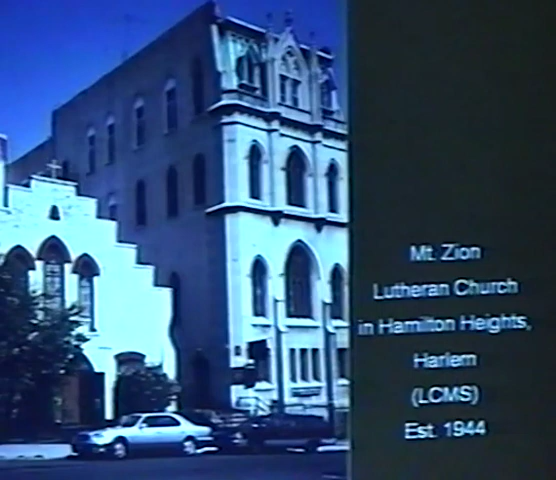 Mt. Zion
Lutheran Church
in Hamilton Heights,
Harlem
(LCMS)
Est. 1944